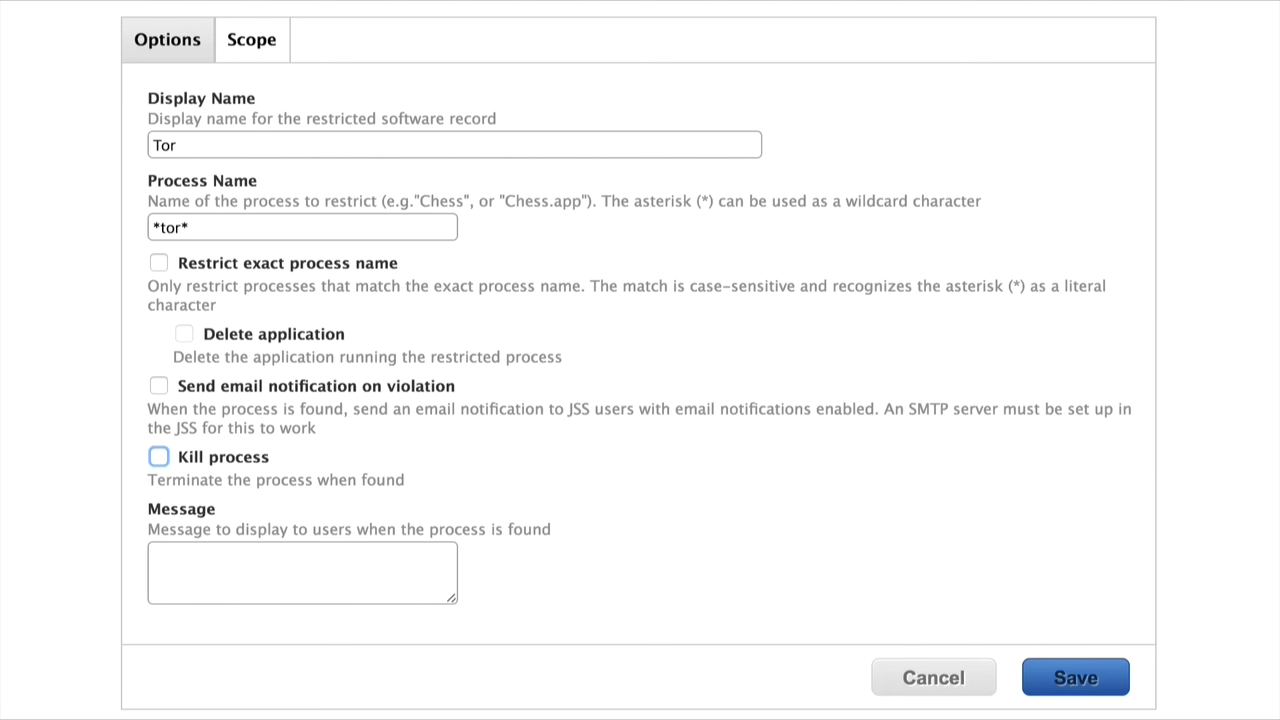 Options Scope
Display Name
Display name for the restricted software record
Tor
Process Name
Name of the process to restrict (e.g."Chess", or "Chess.app"). The asterisk (*) can be used as a wildcard character
*tor*
Restrict exact process name
Only restrict processes that match the exact process name. The match is case-sensitive and recognizes the asterisk (*) as a literal
character
Delete application
Delete the application running the restricted process
Send email notification on violation
When the process is found, send an email notification to JSS users with email notifications enabled. An SMTP server must be set up in
the JSS for this to work
Kill process
Terminate the process when found
Message
Message to display to users when the process is found
Cancel Save